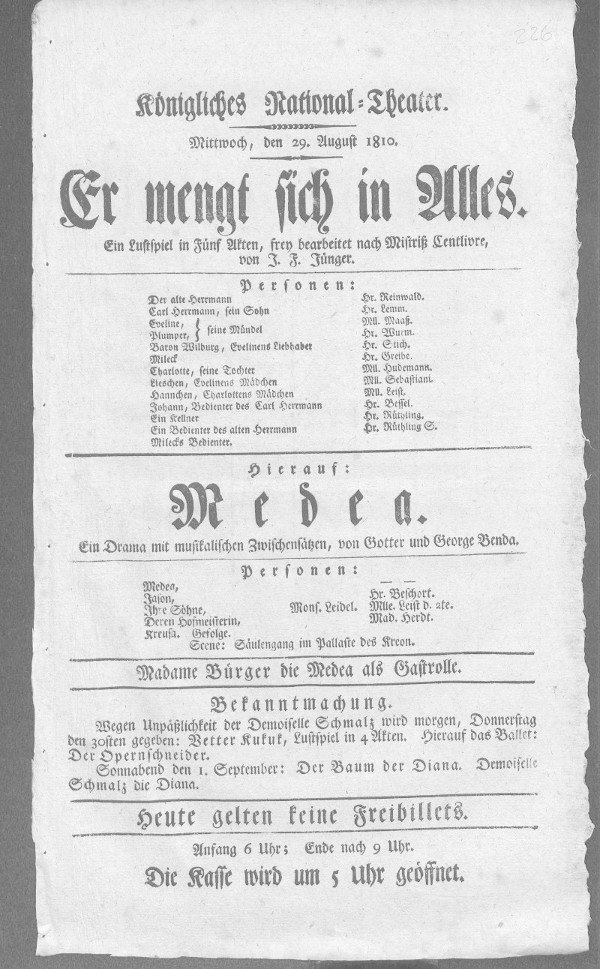 228
Königliches National-Theater.
Mittwoch, den 29. August 1810.
Er mengt sich in Alles.
Ein Lustspiel in Fünf Akten, frey bearbeitet nach Mistriß Centlivre,
von J. F. Jünger.
Personen:
Der alte Herrmann Hr. Reinwald.
Carl Herrmann, sein Sohn Hr. Lemm.
Eveline, } seine Mündel Mll. Maaß.
Plumper, Hr. Wurm.
Baron Wilburg, Evelinens Liebhaber Hr. Stich.
Mileck Hr. Greibe.
Charlotte, seine Tochter Mll. Hudemann.
Lieschen, Evelinens Mädchen Mll. Sebastiani.
Hannchen, Charlottens Mädchen Mll. Leist.
Johann, Bedienter des Carl Herrmann Hr. Bessel.
Ein Kellner Hr. Rüthling.
Ein Bedienter des alten Herrmann Hr. Rüthling S.
Milecks Bedienter.
Hierauf:
Medea.
Ein Drama mit musikalischen Zwischensätzen, von Gotter und George Benda.
Personen:
Medea, — —
Jason, Hr. Beschort.
Ihre Söhne, Mons. Leidel. Mlle. Leist d. 2te.
Deren Hofmeisterin, Mad. Herdt.
Kreusa. Gefolge.
Scene: Säulengang im Pallaste des Kreon.
Madame Bürger die Medea als Gastrolle.
Bekanntmachung.
Wegen Unpäßlichkeit der Demoiselle Schmalz wird morgen, Donnerstag
den 30sten gegeben: Vetter Kukuk, Lustspiel in 4 Akten. Hierauf das Ballet:
Der Opernschneider.
Sonnabend den 1. September: Der Baum der Diana. Demoiselle
Schmalz die Diana.
Heute gelten keine Freibillets.
Anfang 6 Uhr; Ende nach 9 Uhr.
Die Kasse wird um 5 Uhr geöffnet.